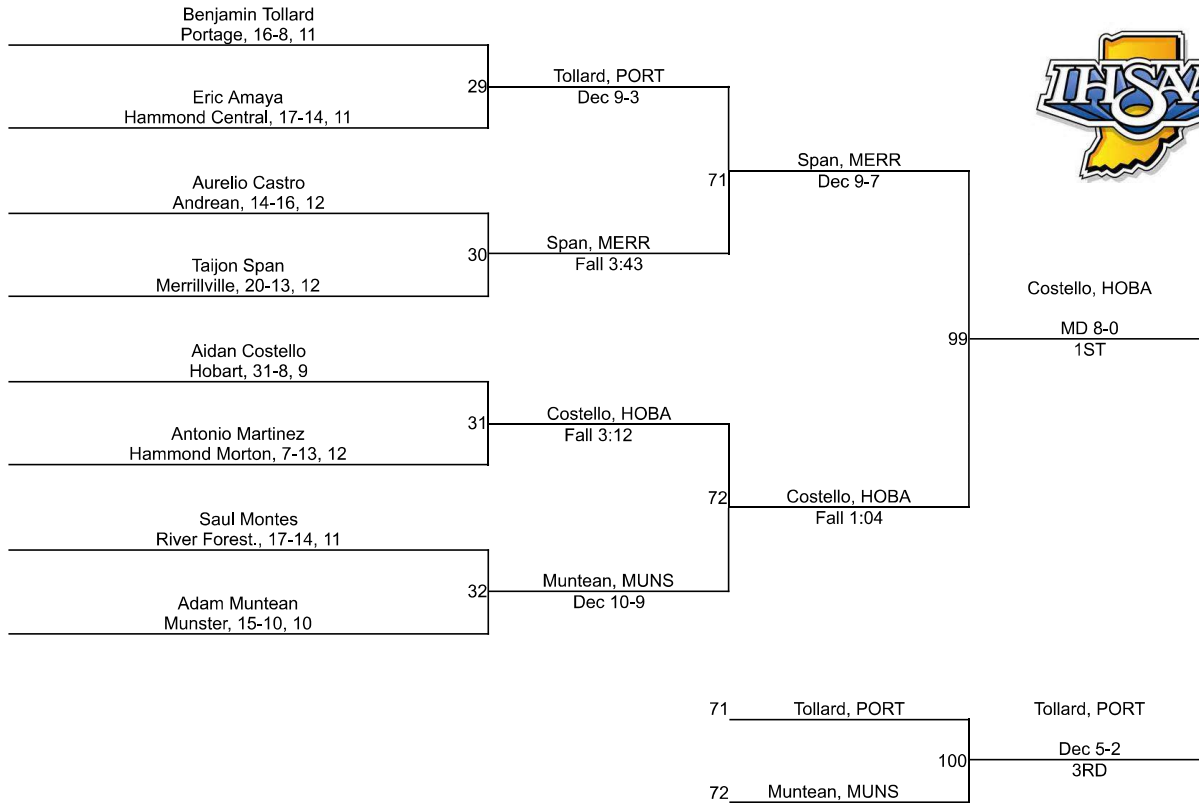 Benjamin Tollard
Portage, 16-8, 11
29
Tollard, PORT
Dec 9-3
Eric Amaya
Hammond Central, 17-14, 11
71
Span, MERR
Dec 9-7
IHSAA
Aurelio Castro
Andrean, 14-16, 12
30
Span, MERR
Fall 3:43
Taijon Span
Merrillville, 20-13, 12
99
Costello, HOBA
MD 8-0
1ST
Aidan Costello
Hobart, 31-8, 9
31
Costello, HOBA
Fall 3:12
Antonio Martinez
Hammond Morton, 7-13, 12
72
Costello, HOBA
Fall 1:04
Saul Montes
River Forest., 17-14, 11
32
Muntean, MUNS
Dec 10-9
Adam Muntean
Munster, 15-10, 10
71
Tollard, PORT
100
Tollard, PORT
Dec 5-2
3RD
72
Muntean, MUNS